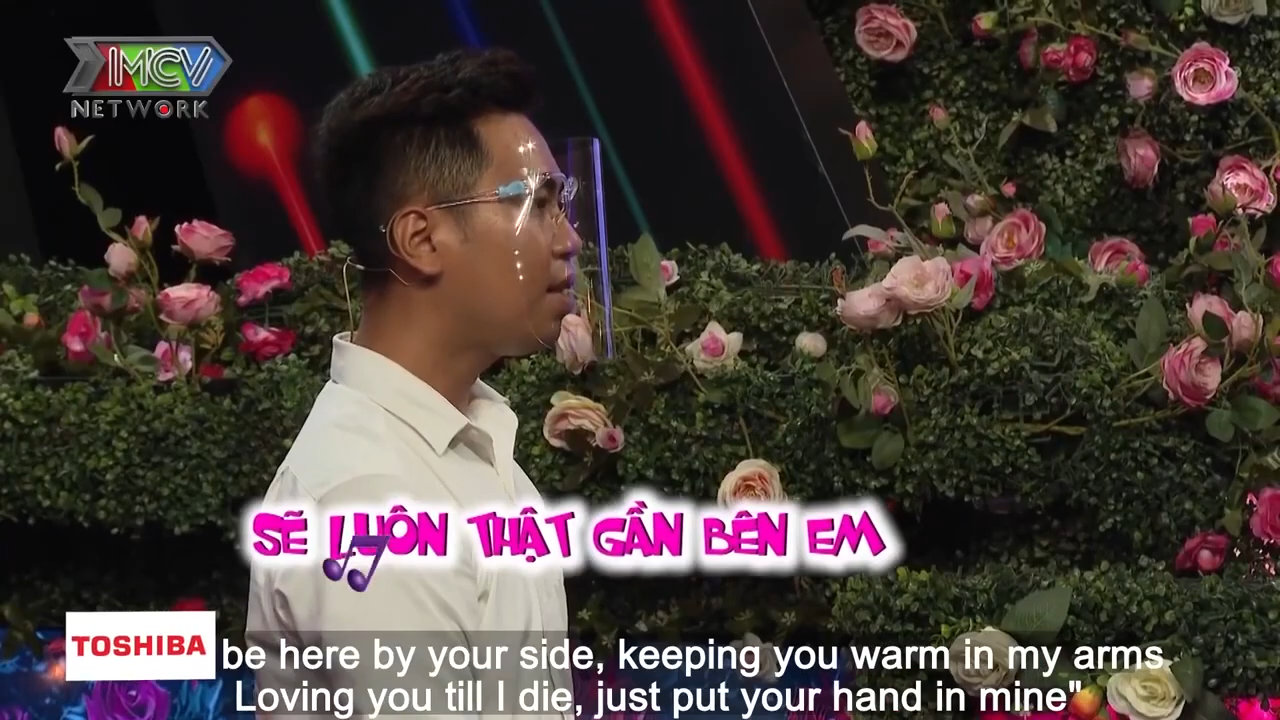 MCV
NETWORK
SẼ LUÔN THẬT GẦN BÊN EM
TOSHIBA
be here by your side, keeping you warm in my arms
Loving you till I die, just put your hand in mine"